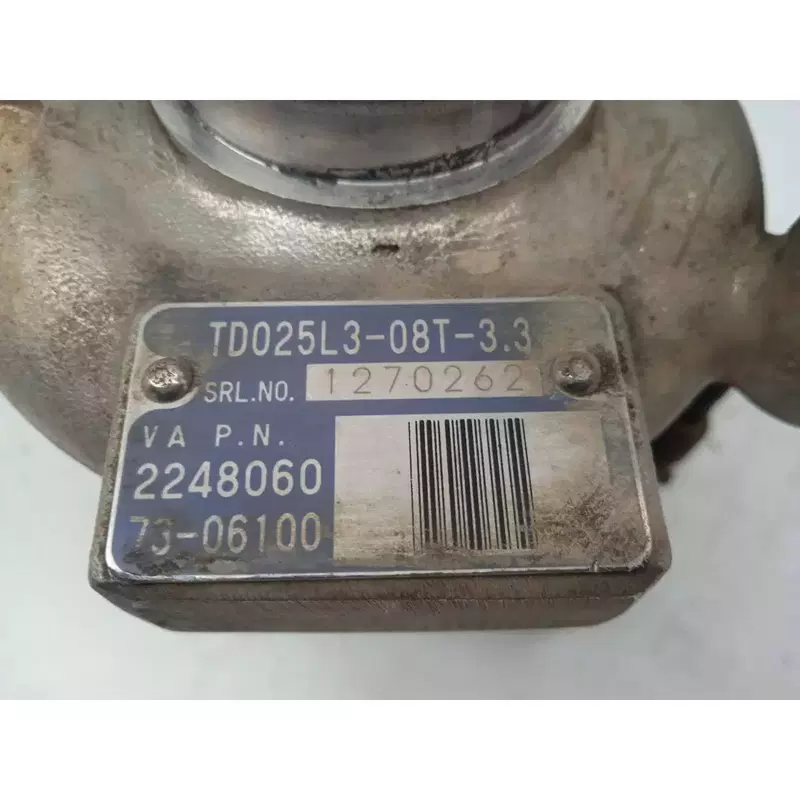 TD025L3-08T-3.3
SRL.NO. 1270262
VA P.N.
2248060
73-06100